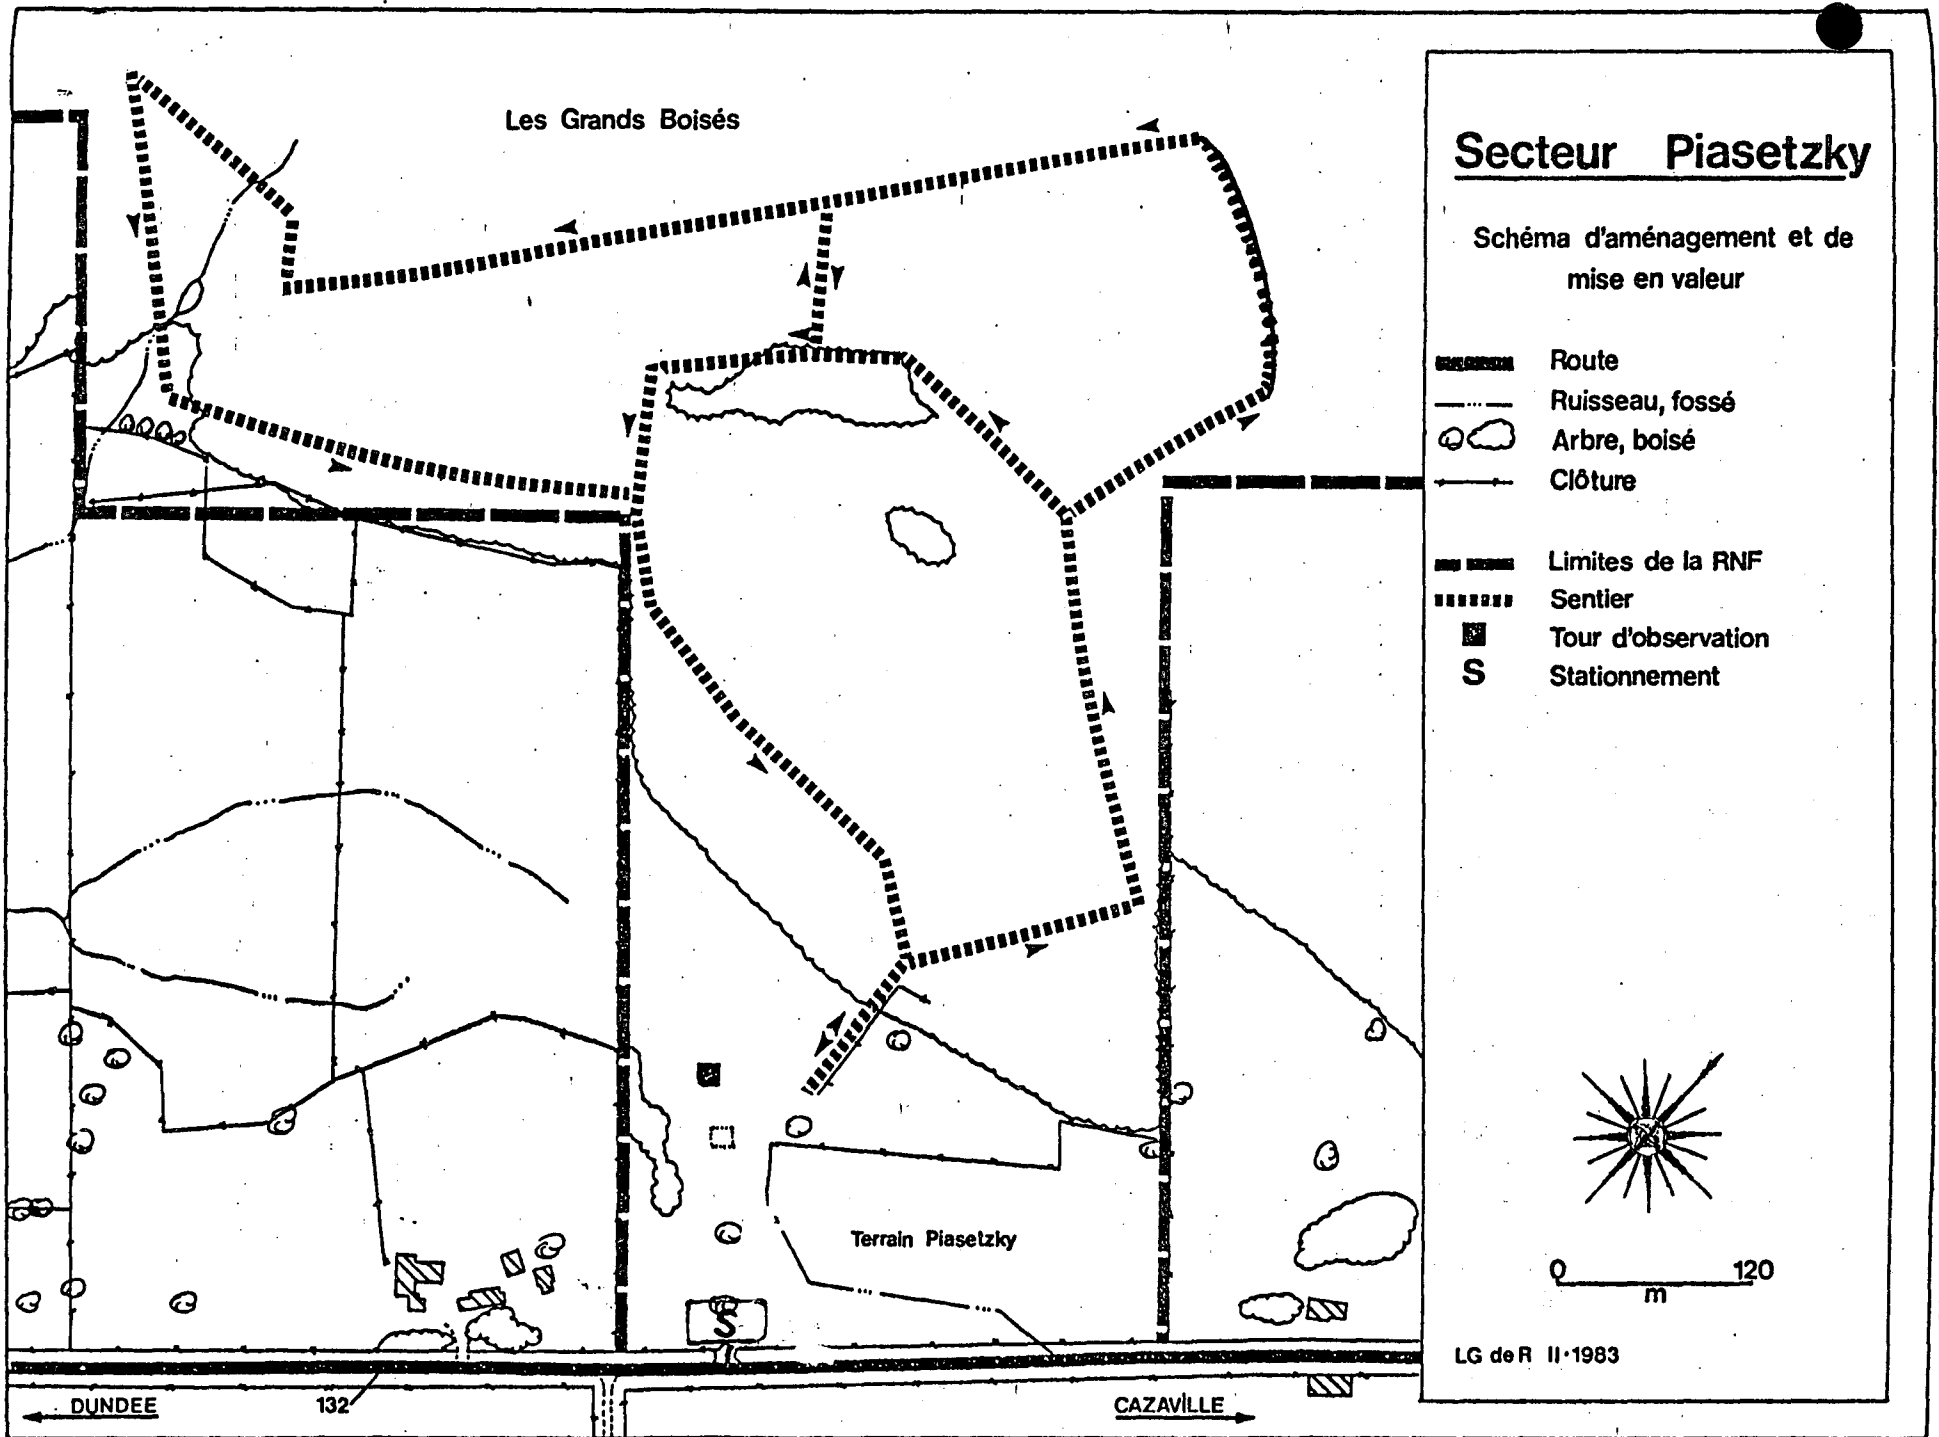 Les Grands Boisés
Terrain Piasetzky
S
DUNDEE
132
CAZAVILLE
Secteur Piasetzky
Schéma d'aménagement et de
mise en valeur
Route
Ruisseau, fossé
Arbre, boisé
Clôture
Limites de la RNF
Sentier
Tour d'observation
S Stationnement
0 120
m
LG de R II·1983